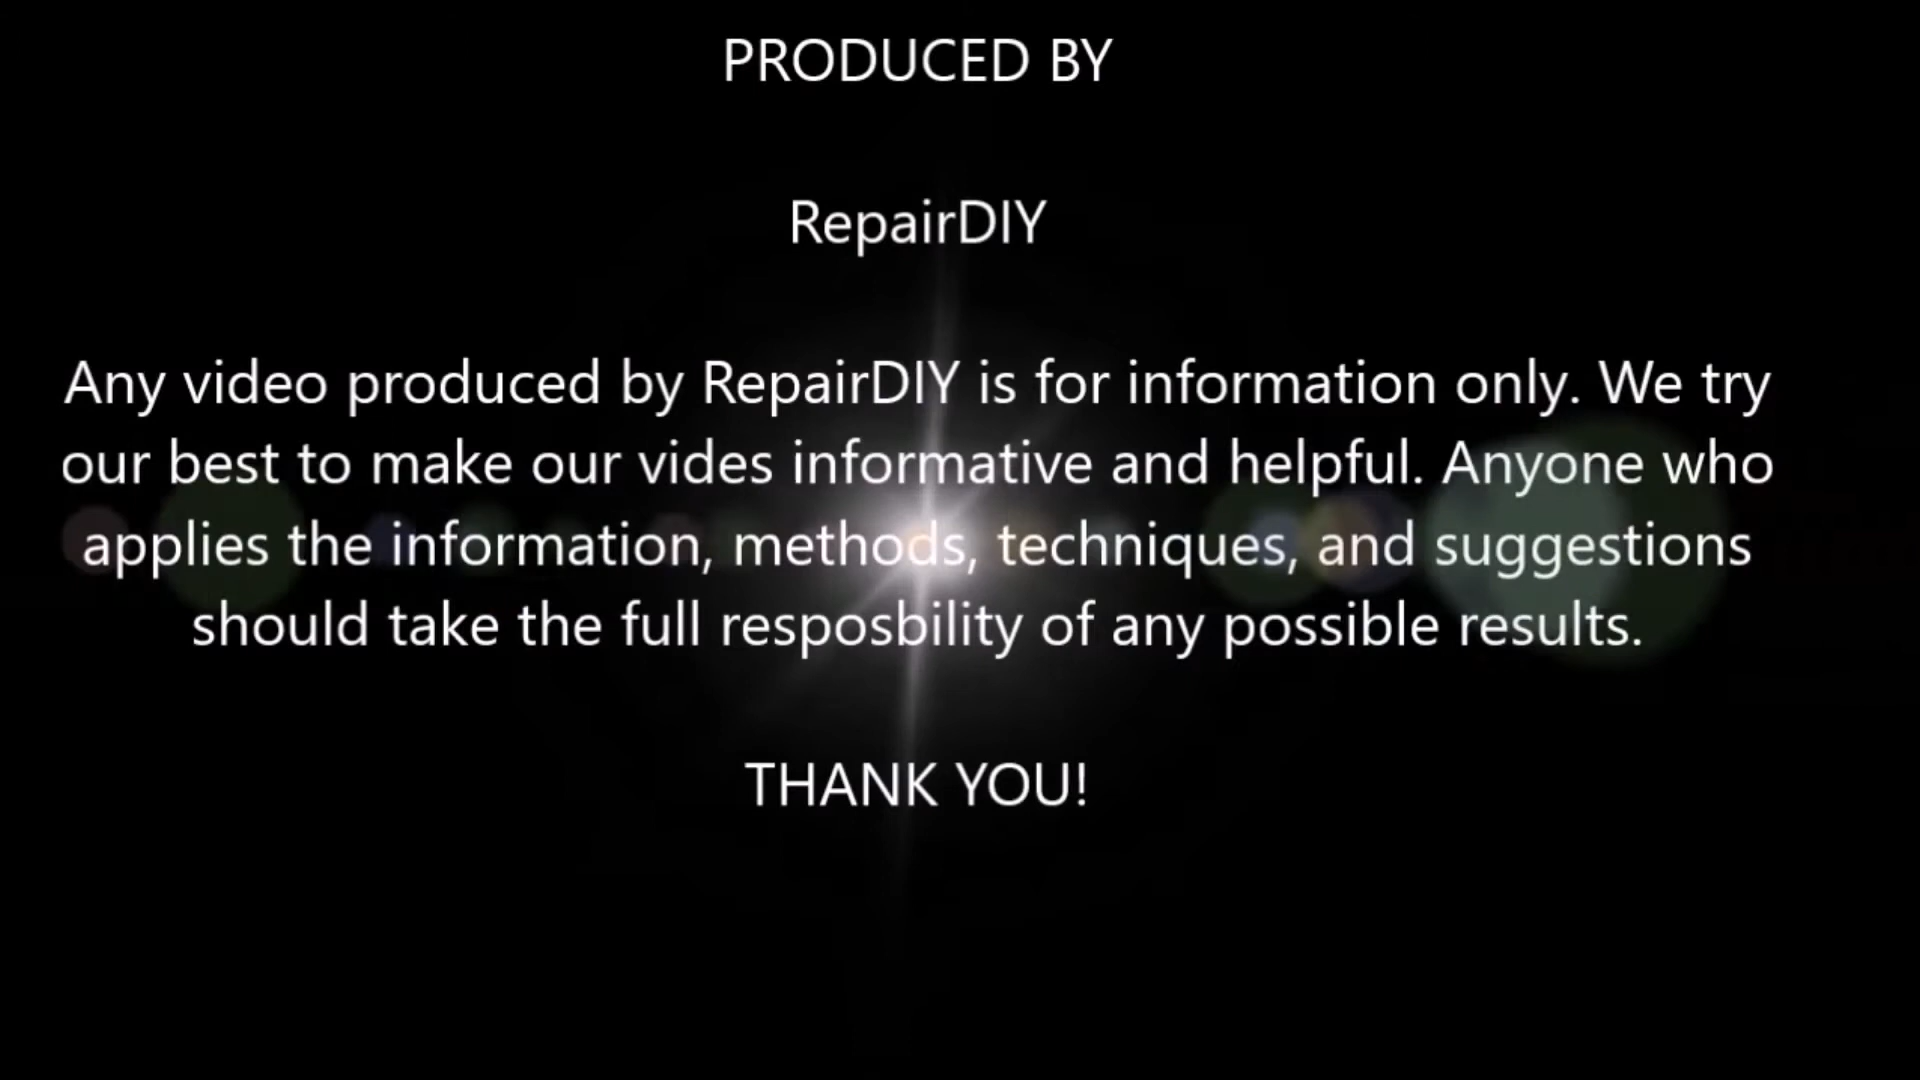 PRODUCED BY
RepairDIY
Any video produced by RepairDIY is for information only. We try
our best to make our vides informative and helpful. Anyone who
applies the information, methods, techniques, and suggestions
should take the full resposbility of any possible results.
THANK YOU!